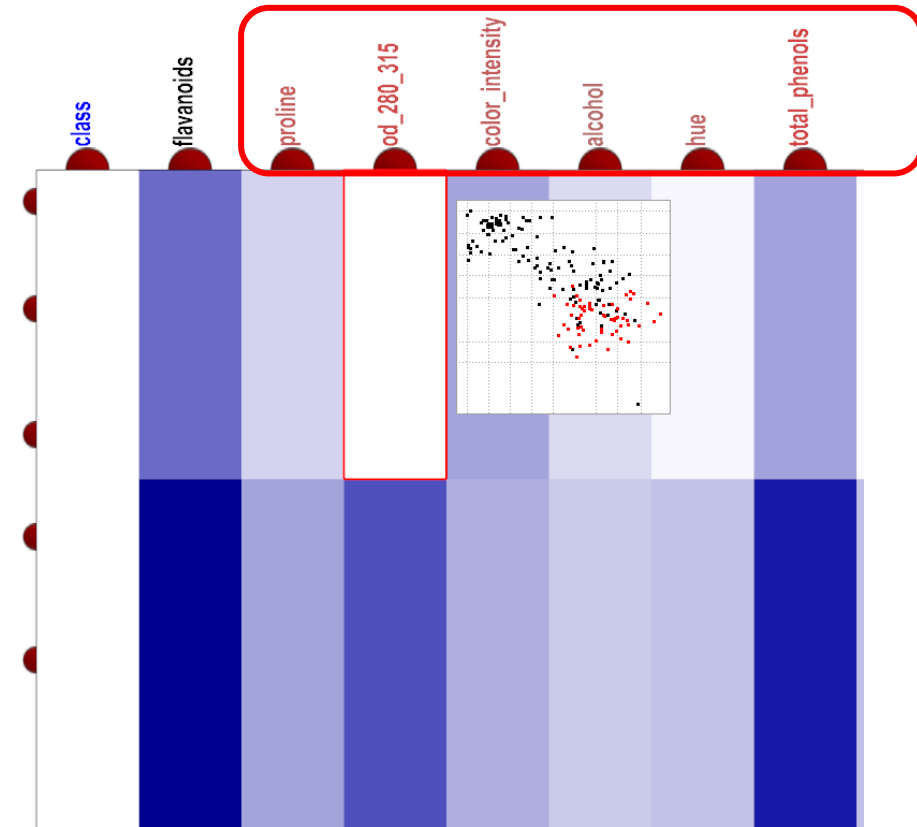 class
flavanoids
proline
od_280_315
color_intensity
alcohol
hue
total_phenols